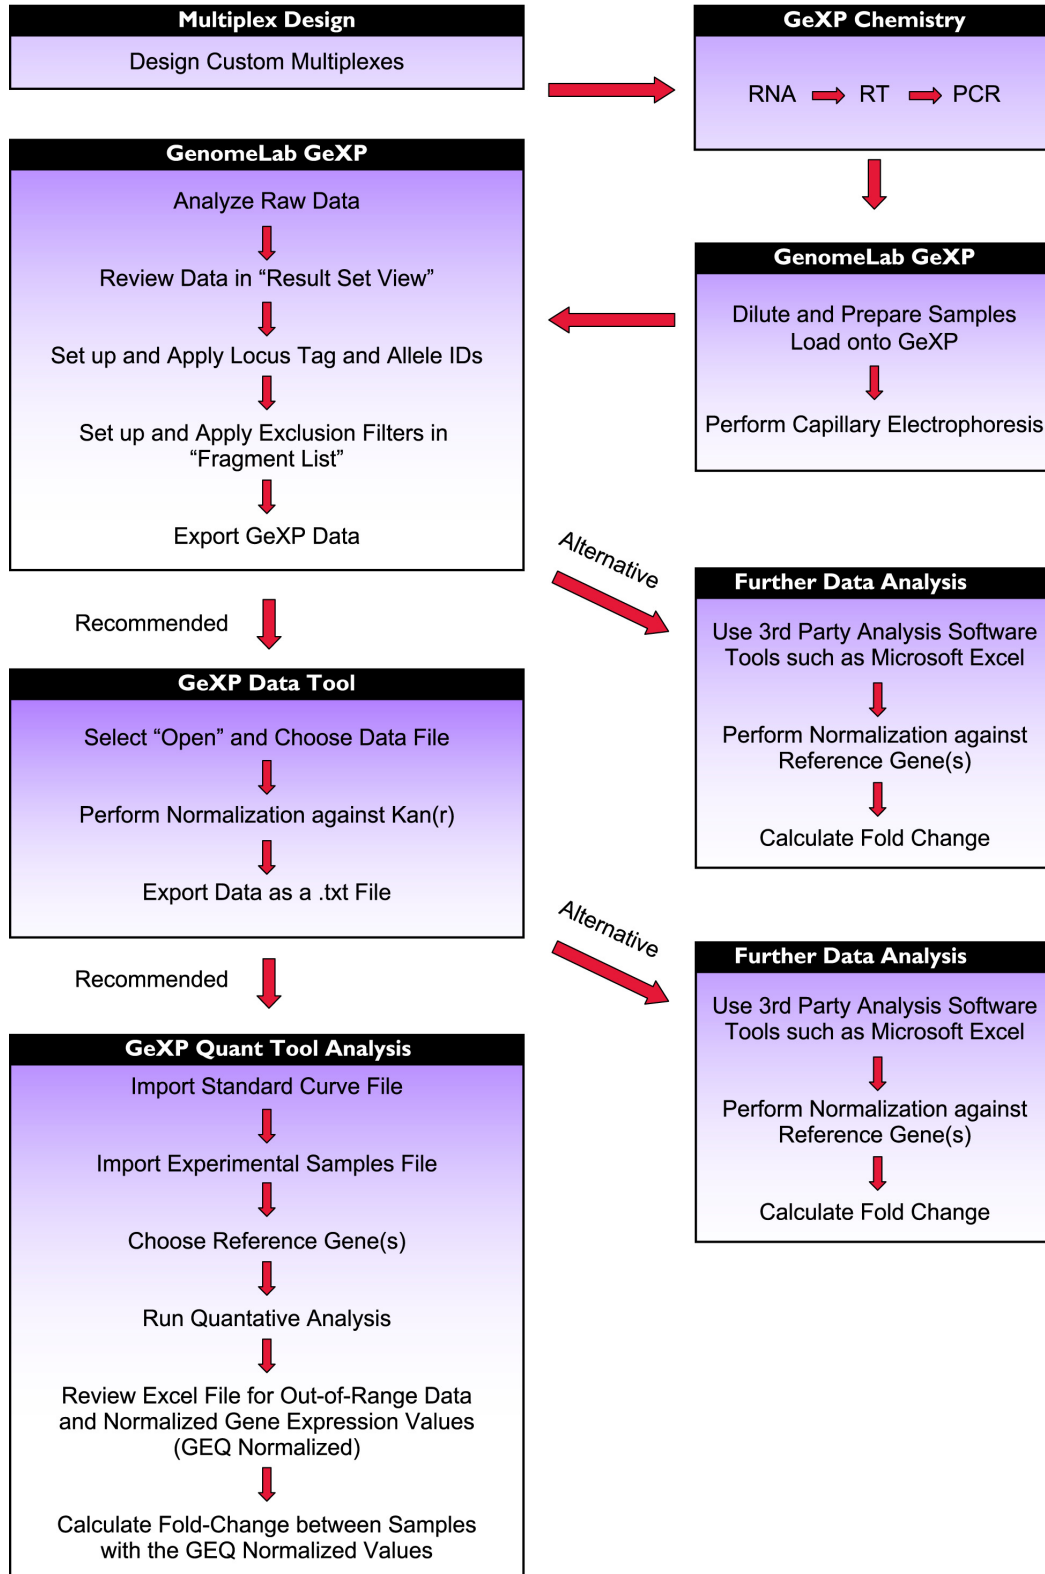 Multiplex Design
Design Custom Multiplexes
GeXP Chemistry
RNA RT PCR
GenomeLab GeXP
Dilute and Prepare Samples
Load onto GeXP
Perform Capillary Electrophoresis
GenomeLab GeXP
Analyze Raw Data
Review Data in “Result Set View”
Set up and Apply Locus Tag and Allele IDs
Set up and Apply Exclusion Filters in
“Fragment List”
Export GeXP Data
Alternative
Further Data Analysis
Use 3rd Party Analysis Software
Tools such as Microsoft Excel
Perform Normalization against
Reference Gene(s)
Calculate Fold Change
Recommended
GeXP Data Tool
Select “Open” and Choose Data File
Perform Normalization against Kan(r)
Export Data as a .txt File
Alternative
Further Data Analysis
Use 3rd Party Analysis Software
Tools such as Microsoft Excel
Perform Normalization against
Reference Gene(s)
Calculate Fold Change
Recommended
GeXP Quant Tool Analysis
Import Standard Curve File
Import Experimental Samples File
Choose Reference Gene(s)
Run Quantative Analysis
Review Excel File for Out-of-Range Data
and Normalized Gene Expression Values
(GEQ Normalized)
Calculate Fold-Change between Samples
with the GEQ Normalized Values